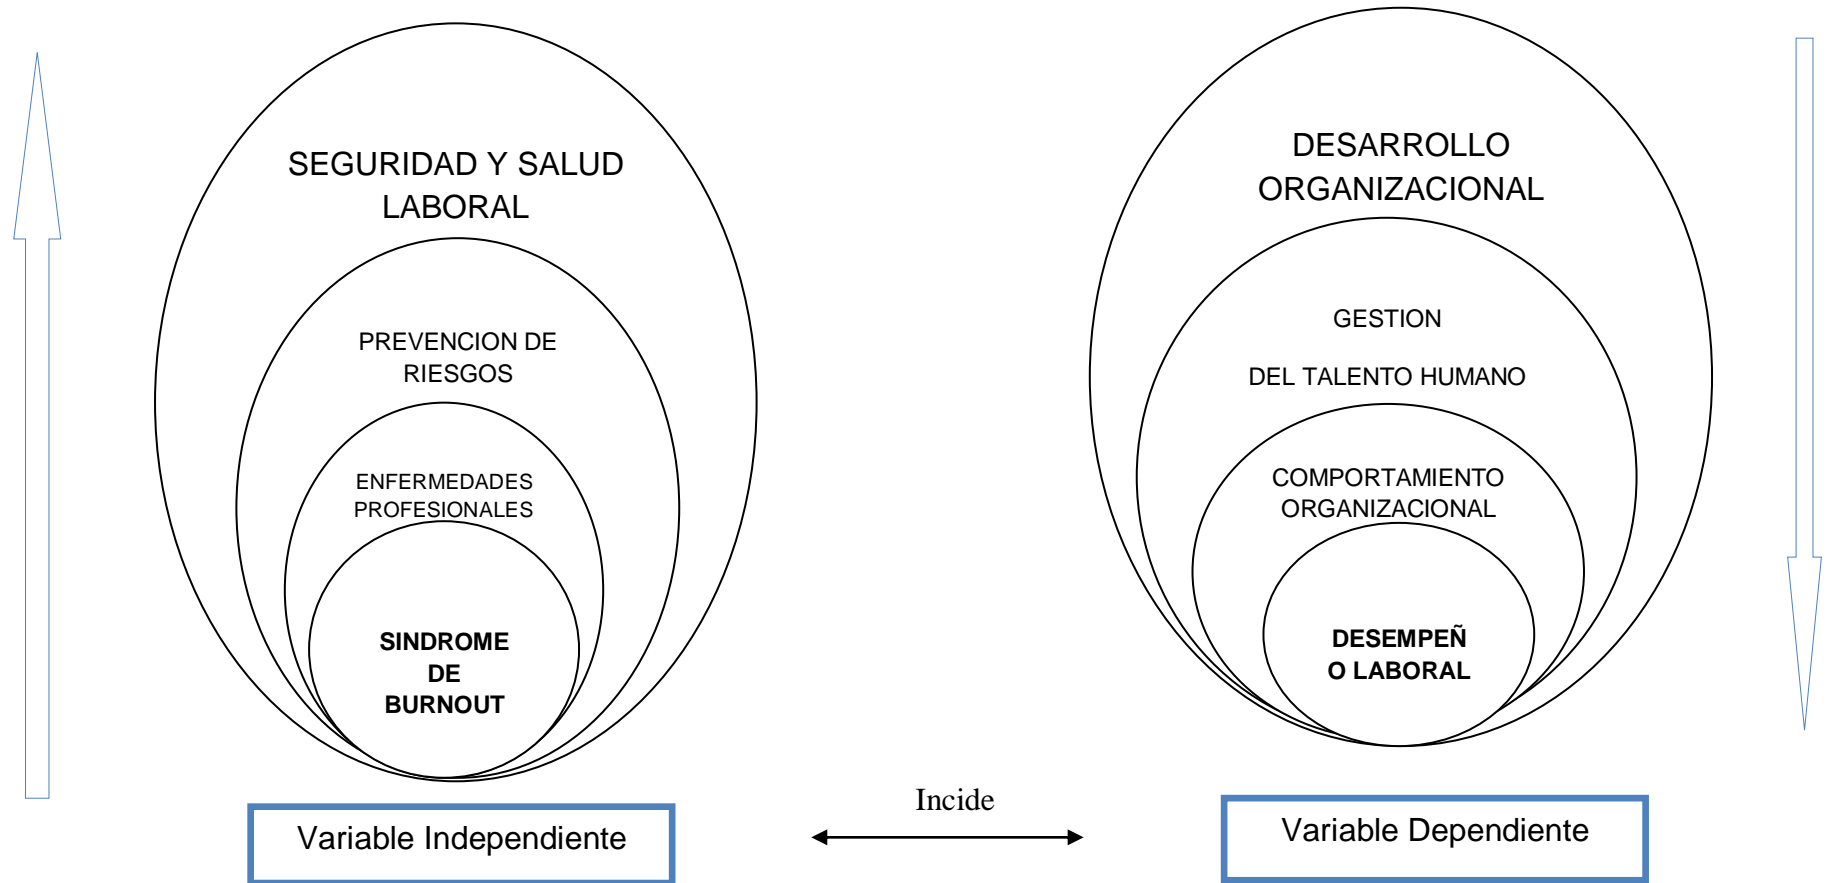 SEGURIDAD Y SALUD
LABORAL
PREVENCION DE
RIESGOS
ENFERMEDADES
PROFESIONALES
SINDROME
DE
BURNOUT
Variable Independiente
Incide
DESARROLLO
ORGANIZACIONAL
GESTION
DEL TALENTO HUMANO
COMPORTAMIENTO
ORGANIZACIONAL
DESEMPEÑ
O LABORAL
Variable Dependiente